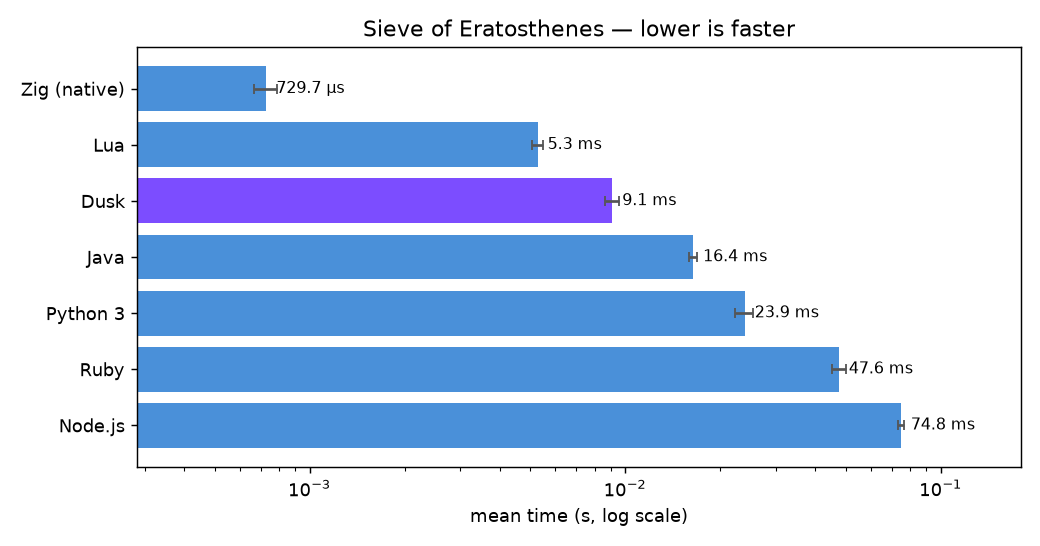 Sieve of Eratosthenes — lower is faster
Zig (native) 729.7 µs
Lua 5.3 ms
Dusk 9.1 ms
Java 16.4 ms
Python 3 23.9 ms
Ruby 47.6 ms
Node.js 74.8 ms
10⁻³ 10⁻² 10⁻¹
mean time (s, log scale)